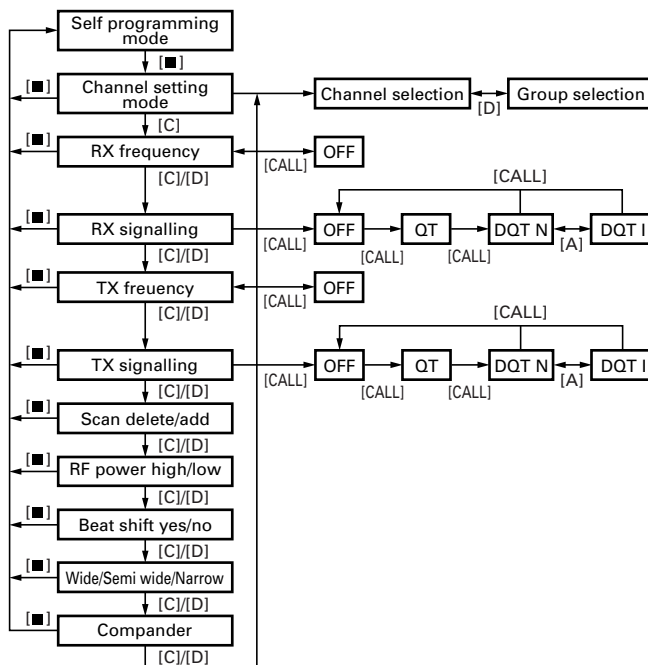 Self programming
mode
[■]
[■]
Channel setting
mode
Channel selection
[D]
Group selection
[C]
[■]
RX frequency
[CALL]
OFF
[C]/[D]
[CALL]
[■]
RX signalling
[CALL]
OFF
[CALL]
QT
[CALL]
DQT N
[A]
DQT I
[C]/[D]
[■]
TX freuency
[CALL]
OFF
[C]/[D]
[CALL]
[■]
TX signalling
[CALL]
OFF
[CALL]
QT
[CALL]
DQT N
[A]
DQT I
[C]/[D]
[■]
Scan delete/add
[C]/[D]
[■]
RF power high/low
[C]/[D]
[■]
Beat shift yes/no
[C]/[D]
[■]
Wide/Semi wide/Narrow
[C]/[D]
[■]
Compander
[C]/[D]